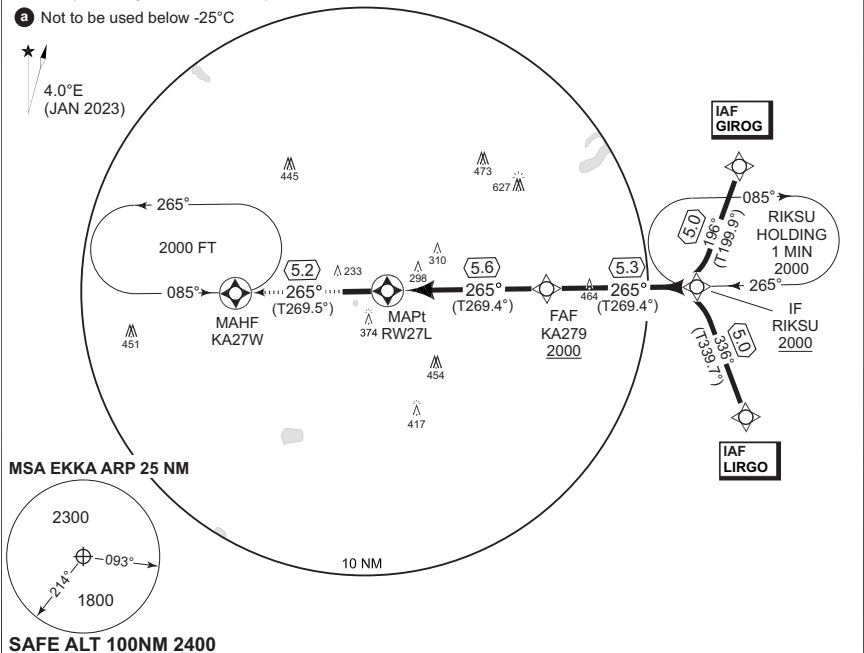 a Not to be used below -25°C
4.0°E
(JAN 2023)
IAF
GIROG
445
473
627
265°
2000 FT
085°
085°
RIKSU
HOLDING
1 MIN
2000
265°
5.0
196°
(T199.9°)
310
233
298
5.2
265°
(T269.5°)
5.6
265°
(T269.4°)
464
5.3
265°
(T269.4°)
MAHF
KA27W
451
374
MAPt
RW27L
FAF
KA279
2000
IF
RIKSU
2000
5.0
336°
(T339.7°)
454
417
IAF
LIRGO
MSA EKKA ARP 25 NM
2300
093°
214°
1800
10 NM
SAFE ALT 100NM 2400